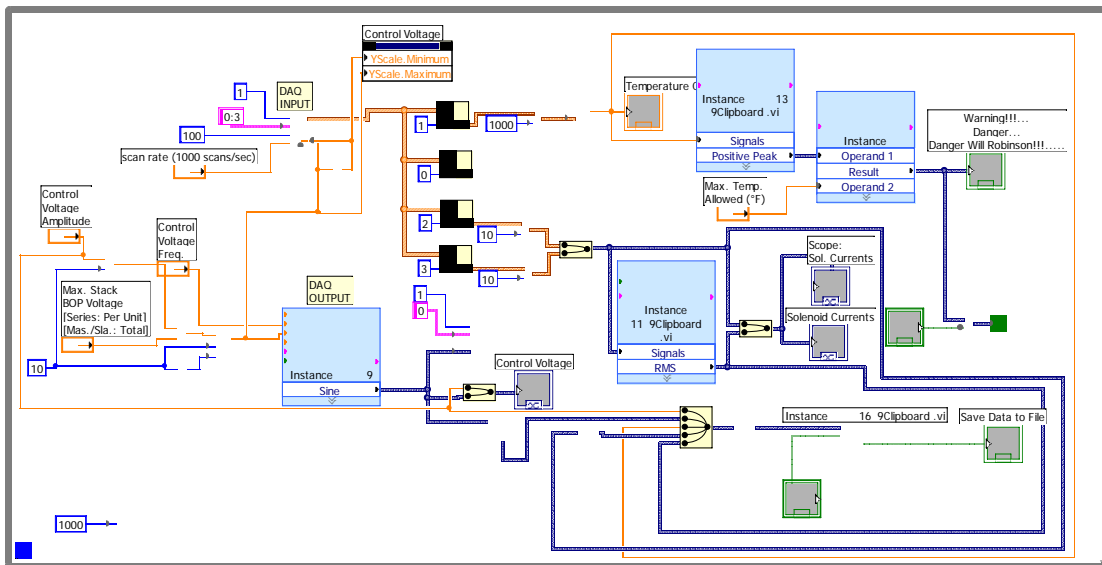 Control Voltage
YScale.Minimum
YScale.Maximum
1
DAQ
INPUT
0:3
100
scan rate (1000 scans/sec)
1
1000
0
2
10
3
10
Temperature
Instance 13
9Clipboard .vi
Signals
Positive Peak
Instance
Operand 1
Result
Operand 2
Max. Temp.
Allowed (°F)
Warning!!!...
Danger...
Danger Will Robinson!!!.....
Control
Voltage
Amplitude
Control
Voltage
Freq.
Max. Stack
BOP Voltage
[Series: Per Unit]
[Mas./Sla.: Total]
10
DAQ
OUTPUT
Instance 9
Sine
1
0
Control Voltage
Instance
11 9Clipboard
.vi
Signals
RMS
Scope:
Sol. Currents
Solenoid Currents
Instance 16 9Clipboard .vi
Save Data to File
1000